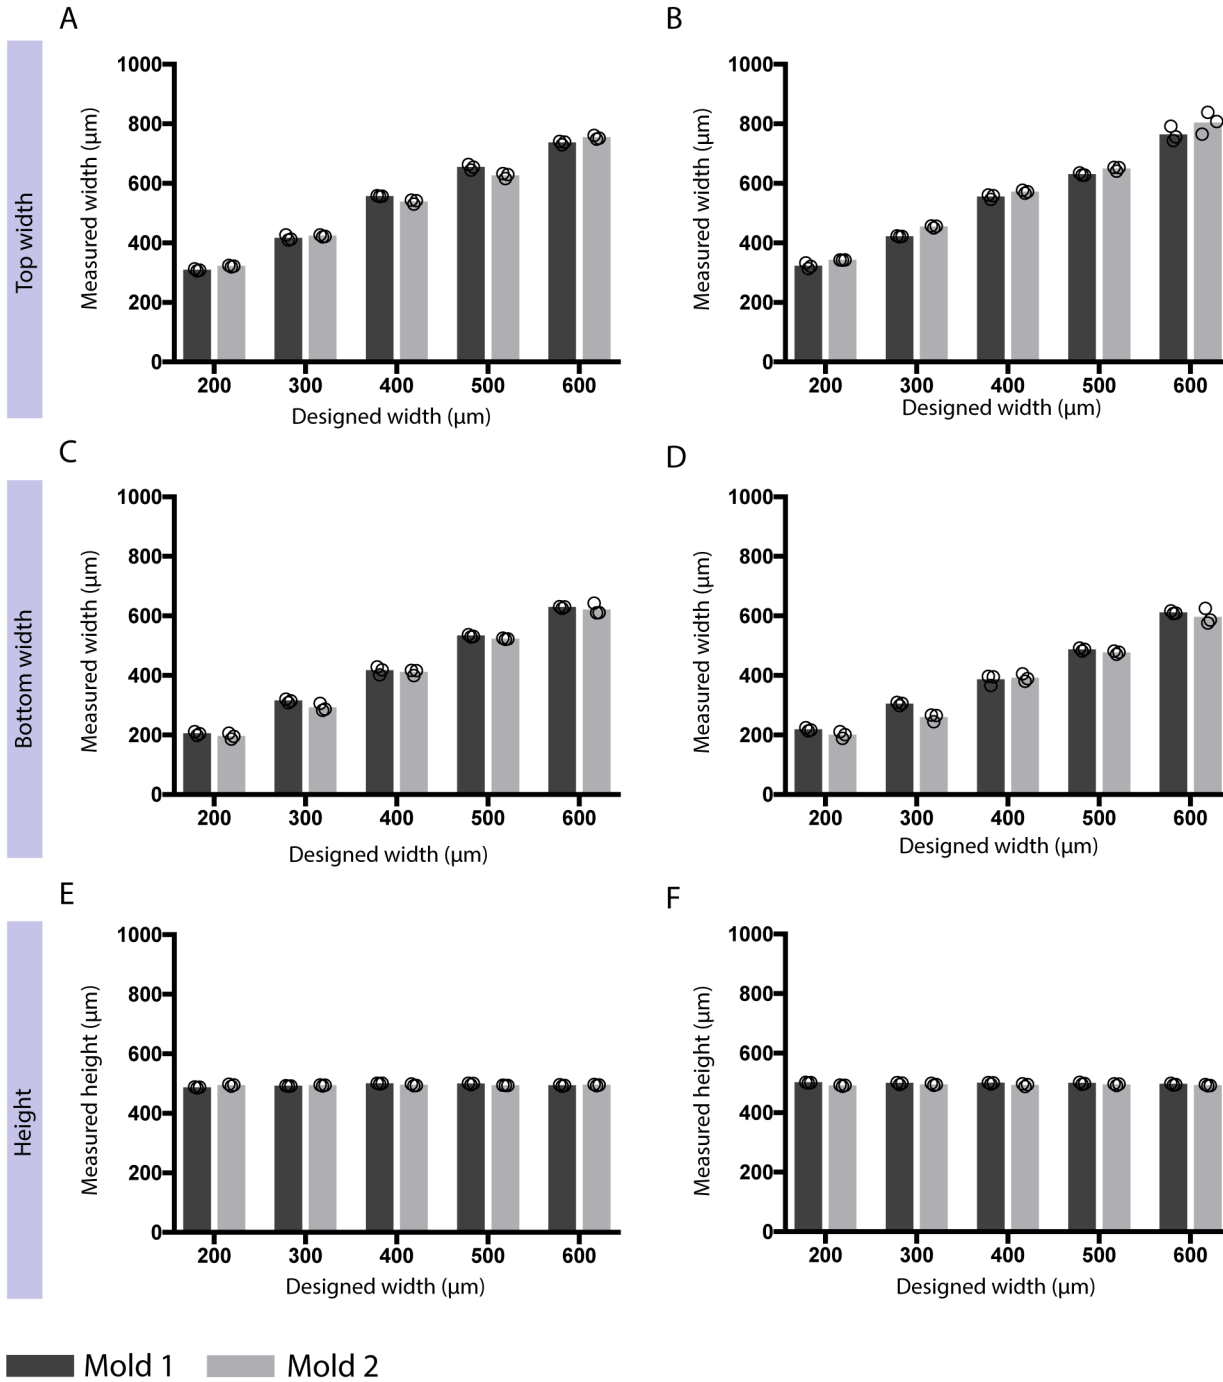 A
B
Top width
Measured width (µm)
1000
800
600
400
200
0
200 300 400 500 600
Designed width (µm)
Measured width (µm)
1000
800
600
400
200
0
200 300 400 500 600
Designed width (µm)
C
D
Bottom width
Measured width (µm)
1000
800
600
400
200
0
200 300 400 500 600
Designed width (µm)
Measured width (µm)
1000
800
600
400
200
0
200 300 400 500 600
Designed width (µm)
E
F
Height
Measured height (µm)
1000
800
600
400
200
0
200 300 400 500 600
Designed width (µm)
Measured height (µm)
1000
800
600
400
200
0
200 300 400 500 600
Designed width (µm)
Mold 1 Mold 2